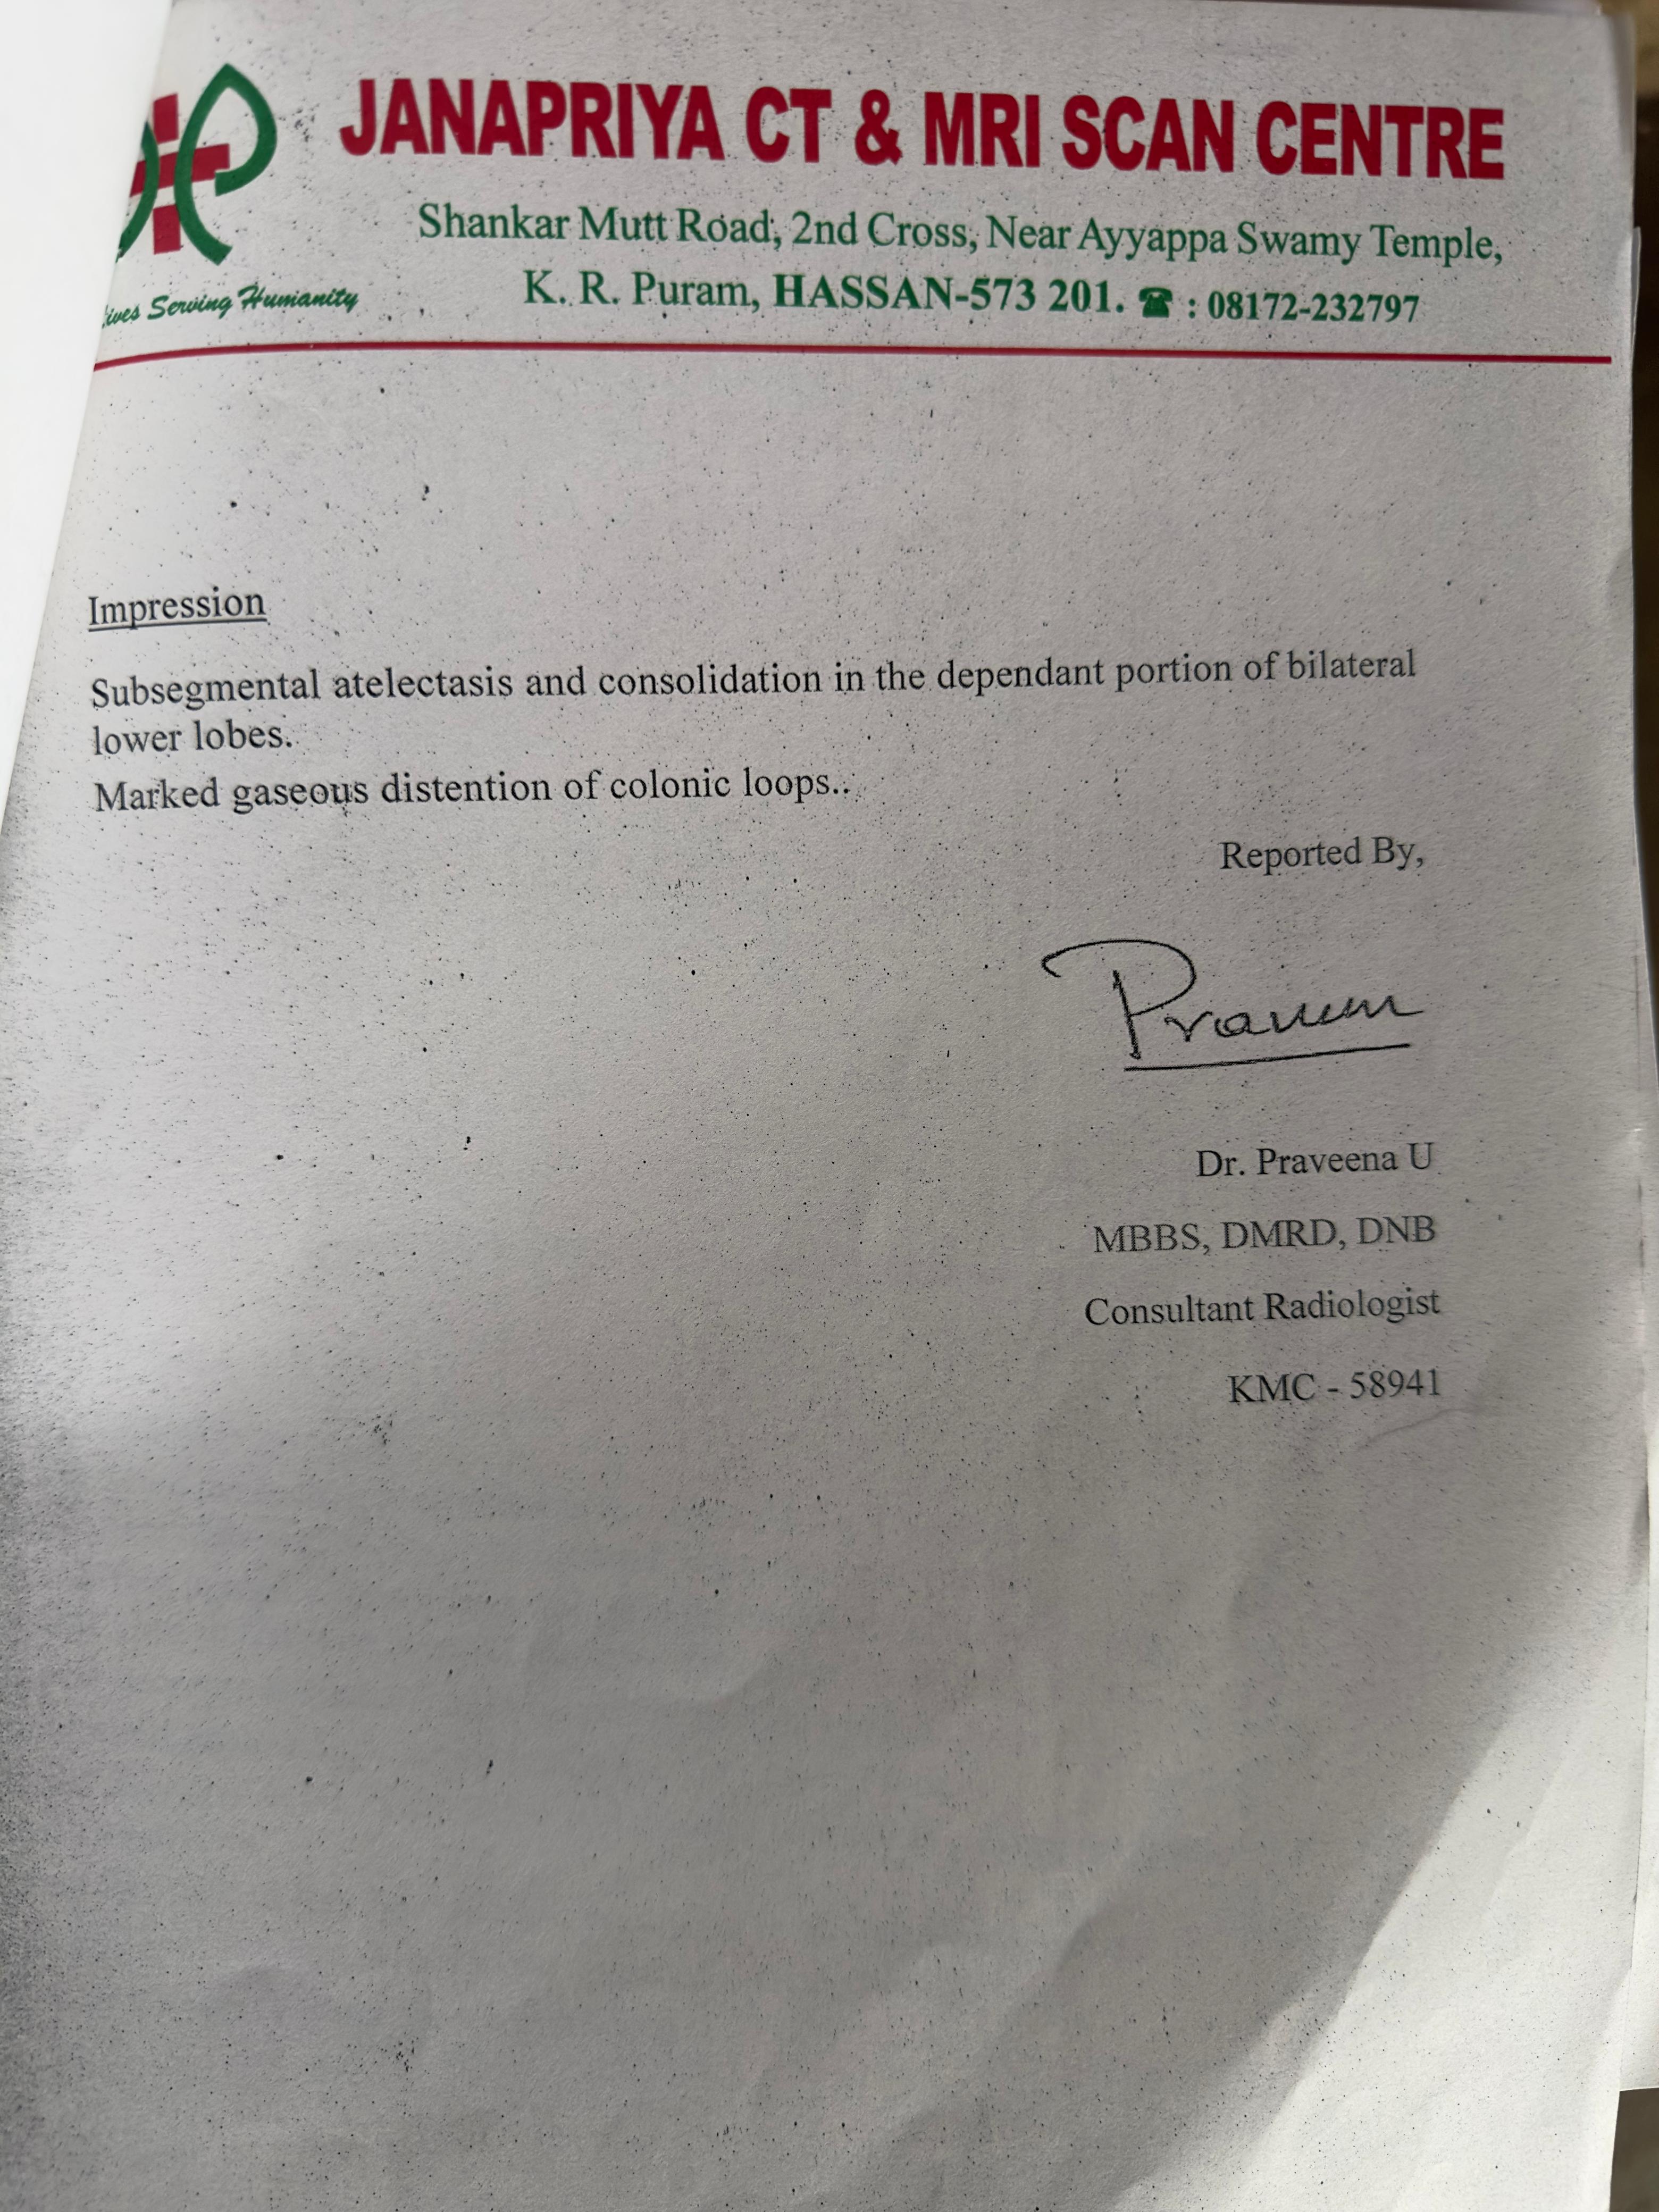 JANAPRIYA CT & MRI SCAN CENTRE
Shankar Mutt Road, 2nd Cross, Near Ayyappa Swamy Temple,
K. R. Puram, HASSAN-573 201. ☎ : 08172-232797
Serving Humanity
Impression
Subsegmental atelectasis and consolidation in the dependant portion of bilateral
lower lobes.
Marked gaseous distention of colonic loops..
Reported By,
Dr. Praveena U
MBBS, DMRD, DNB
Consultant Radiologist
KMC - 58941